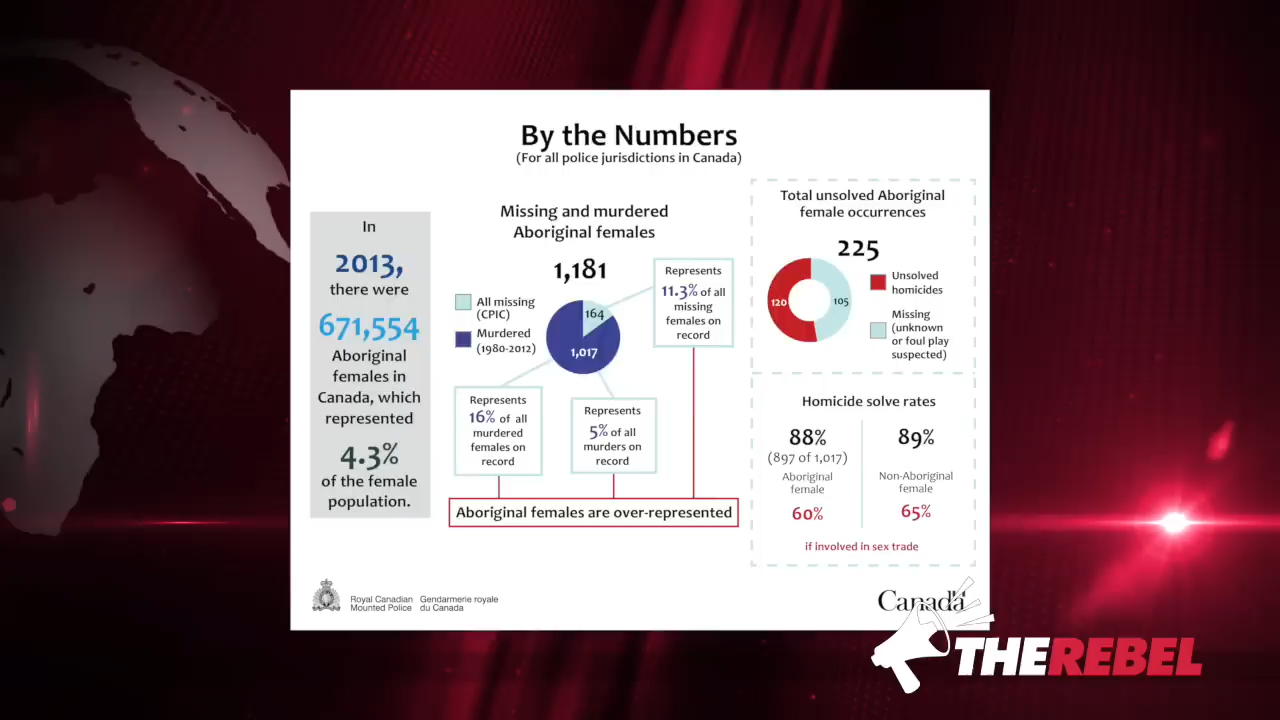 By the Numbers
(For all police jurisdictions in Canada)
In
2013,
there were
671,554
Aboriginal
females in
Canada, which
represented
4.3%
of the female
population.
Missing and murdered
Aboriginal females
1,181
All missing
(CPIC)
Murdered
(1980-2012)
164
1,017
Represents
11.3% of all
missing
females on
record
Represents
16% of all
murdered
females on
record
Represents
5% of all
murders on
record
Aboriginal females are over-represented
Total unsolved Aboriginal
female occurrences
225
120
105
Unsolved
homicides
Missing
(unknown
or foul play
suspected)
Homicide solve rates
88%
(897 of 1,017)
Aboriginal
female
60%
89%
Non-Aboriginal
female
65%
if involved in sex trade
Royal Canadian Gendarmerie royale
Mounted Police du Canada
Canada
THEREBEL